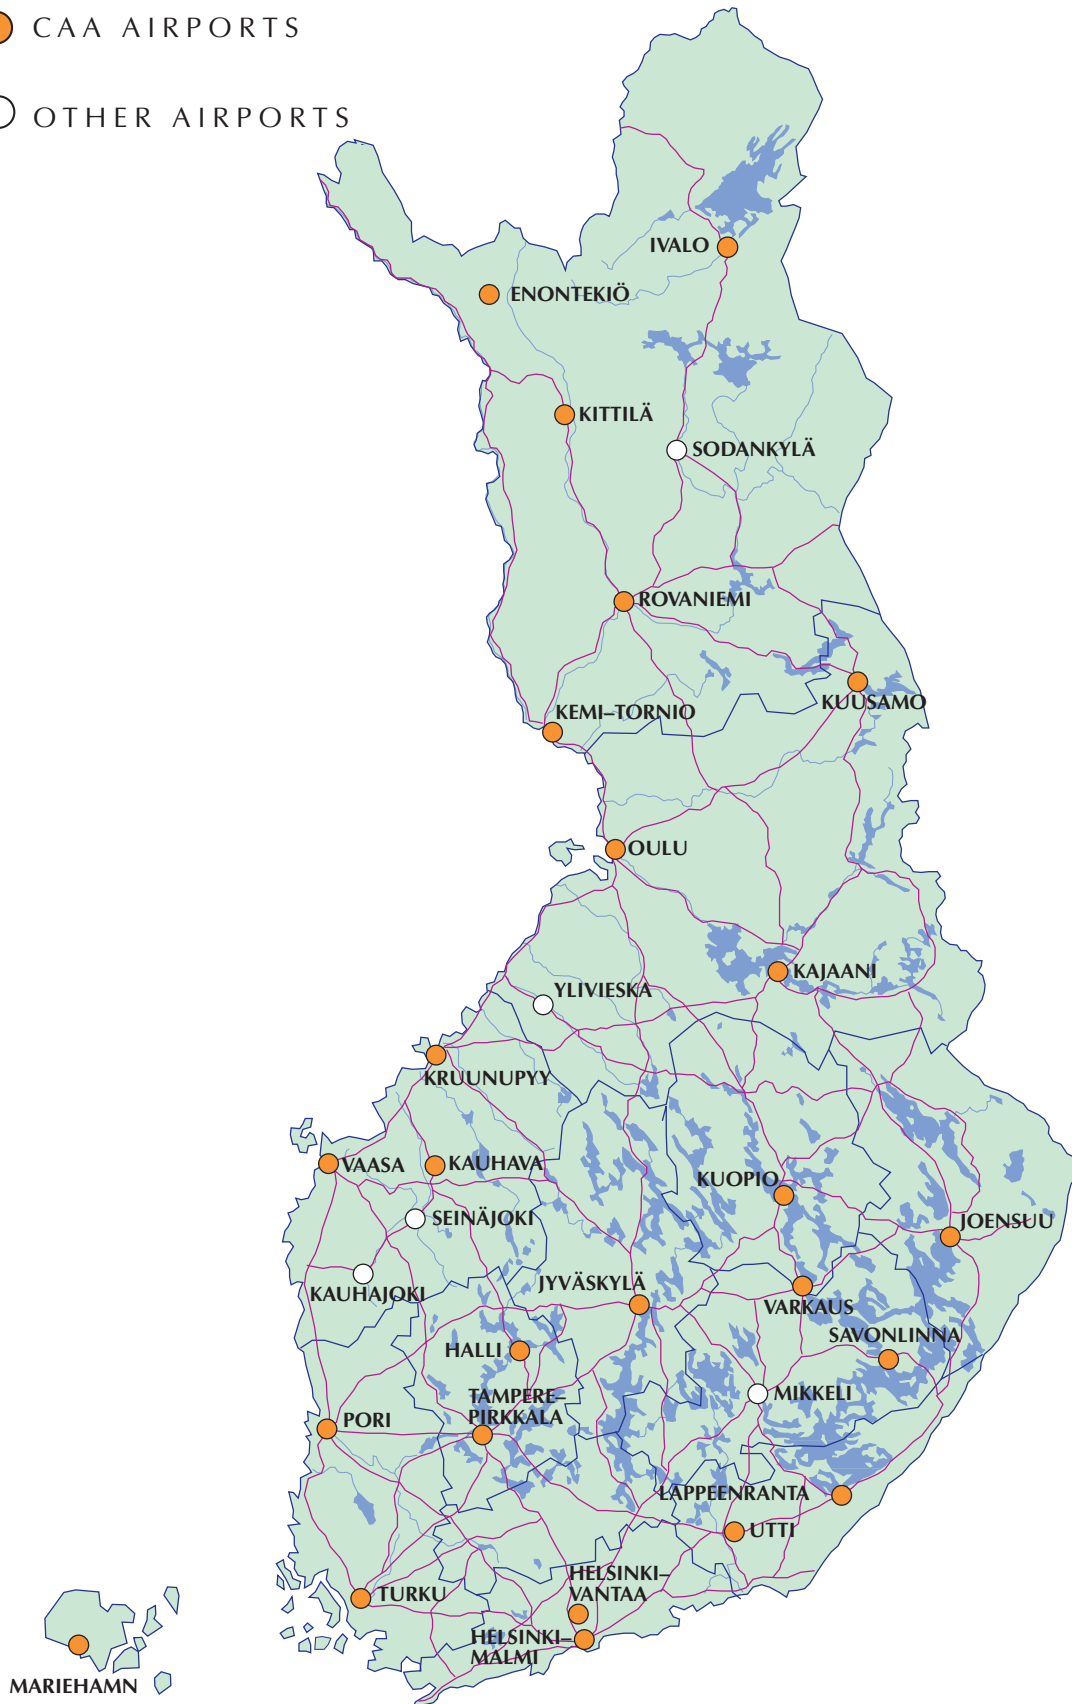 CAA AIRPORTS
OTHER AIRPORTS
IVALO
ENONTEKIÖ
KITTILÄ
SODANKYLÄ
ROVANIEMI
KUUSAMO
KEMI–TORNIO
OULU
KAJAANI
YLIVIESKA
KRUUNUPYY
VAASA
KAUHAVA
KUOPIO
SEINÄJOKI
JOENSUU
JYVÄSKYLÄ
KAUHAJOKI
VARKAUS
SAVONLINNA
HALLI
MIKKELI
TAMPERE–
PIRKKALA
PORI
LAPPEENRANTA
UTTI
HELSINKI–
VANTAA
TURKU
HELSINKI–
MALMI
MARIEHAMN